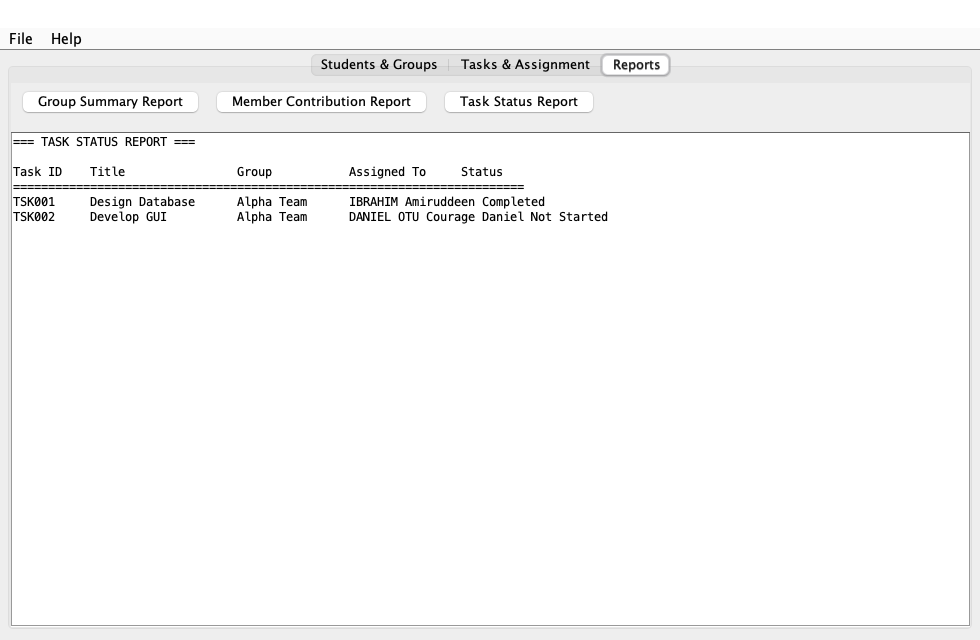 File Help
Students & Groups Tasks & Assignment Reports
Group Summary Report Member Contribution Report Task Status Report
=== TASK STATUS REPORT ===
Task ID    Title                Group           Assigned To     Status
=========================================================================
TSK001     Design Database      Alpha Team      IBRAHIM Amiruddeen Completed
TSK002     Develop GUI          Alpha Team      DANIEL OTU Courage Daniel Not Started